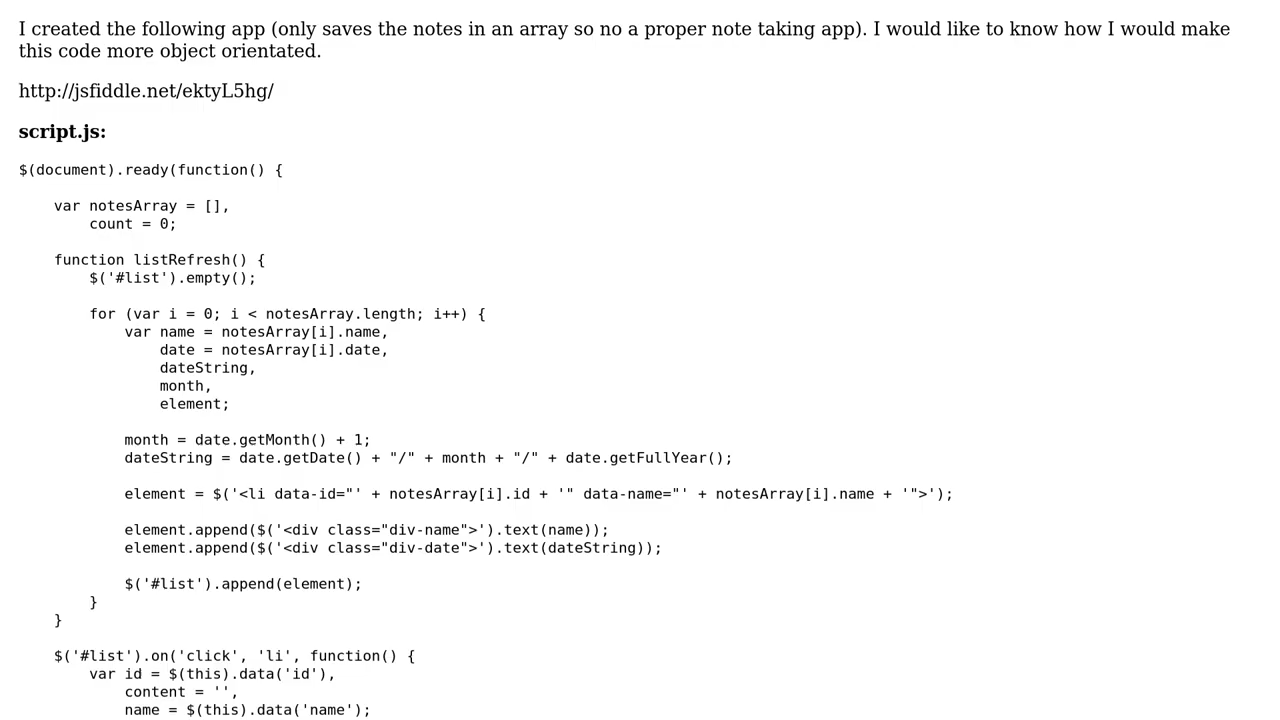 I created the following app (only saves the notes in an array so no a proper note taking app). I would like to know how I would make
this code more object orientated.
http://jsfiddle.net/ektyL5hg/
script.js:
$(document).ready(function() {
    var notesArray = [],
        count = 0;
    function listRefresh() {
        $('#list').empty();
        for (var i = 0; i < notesArray.length; i++) {
            var name = notesArray[i].name,
                date = notesArray[i].date,
                dateString,
                month,
                element;
            month = date.getMonth() + 1;
            dateString = date.getDate() + "/" + month + "/" + date.getFullYear();
            element = $('<li data-id="' + notesArray[i].id + '" data-name="' + notesArray[i].name + '">');
            element.append($('<div class="div-name">').text(name));
            element.append($('<div class="div-date">').text(dateString));
            $('#list').append(element);
        }
    }
    $('#list').on('click', 'li', function() {
        var id = $(this).data('id'),
            content = '',
            name = $(this).data('name');